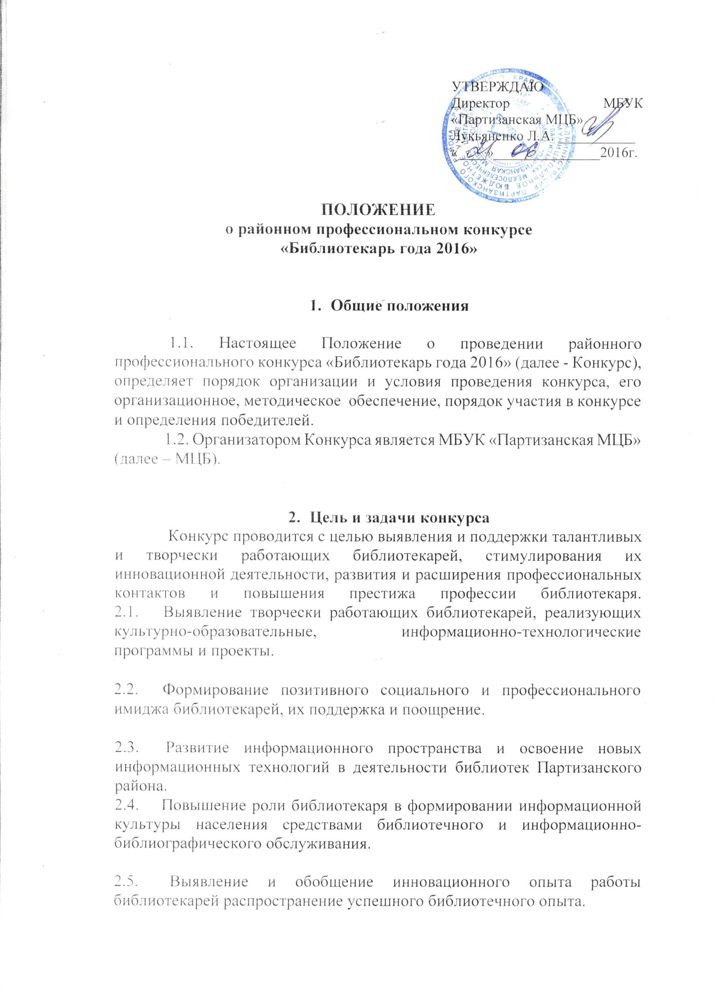 УТВЕРЖДАЮ
Директор МБУК
«Партизанская МЦБ»
Лукьяненко Л.А. ___________
« » 2016г.
ПОЛОЖЕНИЕ
о районном профессиональном конкурсе
«Библиотекарь года 2016»
1. Общие положения
1.1. Настоящее Положение о проведении районного
профессионального конкурса «Библиотекарь года 2016» (далее - Конкурс),
определяет порядок организации и условия проведения конкурса, его
организационное, методическое обеспечение, порядок участия в конкурсе
и определения победителей.
1.2. Организатором Конкурса является МБУК «Партизанская МЦБ»
(далее – МЦБ).
2. Цель и задачи конкурса
Конкурс проводится с целью выявления и поддержки талантливых
и творчески работающих библиотекарей, стимулирования их
инновационной деятельности, развития и расширения профессиональных
контактов и повышения престижа профессии библиотекаря.
2.1. Выявление творчески работающих библиотекарей, реализующих
культурно-образовательные, информационно-технологические
программы и проекты.
2.2. Формирование позитивного социального и профессионального
имиджа библиотекарей, их поддержка и поощрение.
2.3. Развитие информационного пространства и освоение новых
информационных технологий в деятельности библиотек Партизанского
района.
2.4. Повышение роли библиотекаря в формировании информационной
культуры населения средствами библиотечного и информационно-
библиографического обслуживания.
2.5. Выявление и обобщение инновационного опыта работы
библиотекарей распространение успешного библиотечного опыта.